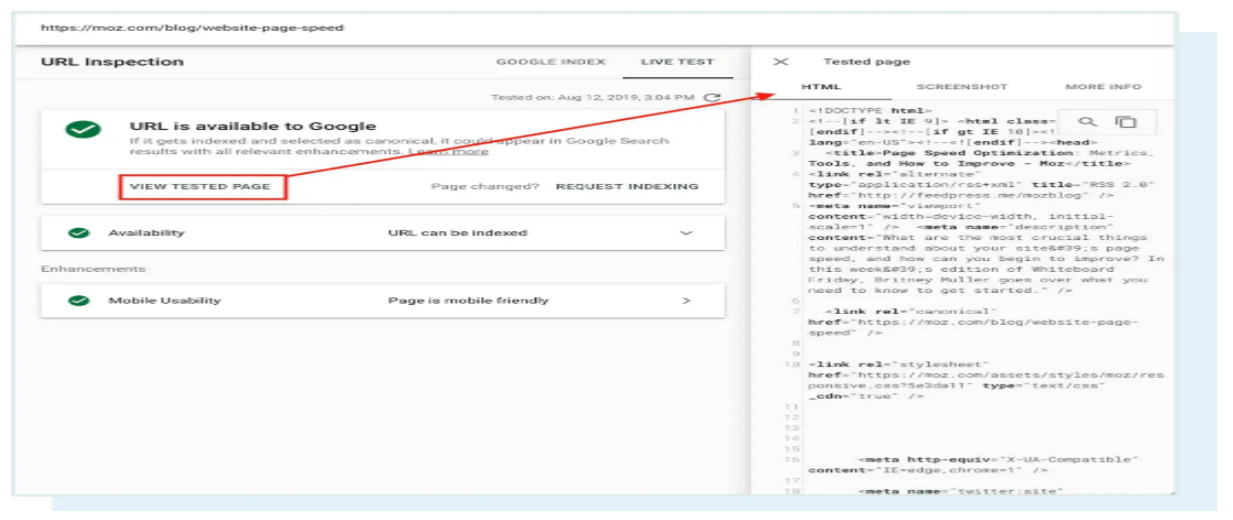 https://moz.com/blog/website-page-speed
URL Inspection
GOOGLE INDEX
LIVE TEST
Tested on: Aug 12, 2019, 3:04 PM
URL is available to Google
If it gets indexed and selected as canonical, it could appear in Google Search
results with all relevant enhancements. Learn more
VIEW TESTED PAGE
Page changed?
REQUEST INDEXING
Availability
URL can be indexed
Enhancements
Mobile Usability
Page is mobile friendly
Tested page
HTML
SCREENSHOT
MORE INFO
1 <!DOCTYPE html>
2 <!--[if lt IE 9]> <html class=
[endif]--><!--[if gt IE 10]><!
lang="en-US"><!--<![endif]--><head>
3 <title>Page Speed Optimization: Metrics,
Tools, and How to Improve - Moz</title>
4 <link rel="alternate"
type="application/rss+xml" title="RSS 2.0"
href="http://feedpress.me/mozblog" />
5 <meta name="viewport"
content="width=device-width, initial-
scale=1" /> <meta name="description"
content="What are the most crucial things
to understand about your site&#39;s page
speed, and how can you begin to improve? In
this week&#39;s edition of Whiteboard
Friday, Britney Muller goes over what you
need to know to get started." />
6
7 <link rel="canonical"
href="https://moz.com/blog/website-page-
speed" />
8
9
10 <link rel="stylesheet"
href="https://moz.com/assets/styles/moz/res
ponsive.css?5e3da11" type="text/css"
_cdn="true" />
11
12
13
14
15
16 <meta http-equiv="X-UA-Compatible"
content="IE=edge,chrome=1" />
17
18 <meta name="twitter:site"